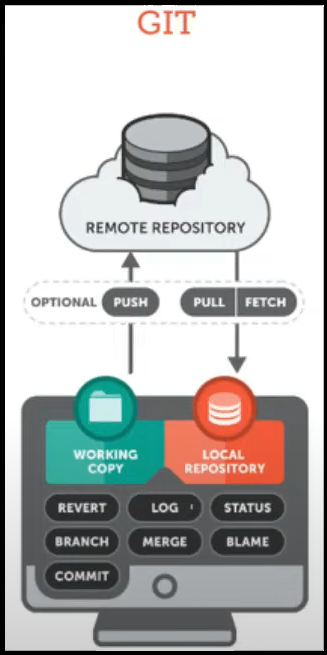 GIT
REMOTE REPOSITORY
OPTIONAL PUSH PULL FETCH
WORKING
COPY
LOCAL
REPOSITORY
REVERT LOG STATUS
BRANCH MERGE BLAME
COMMIT